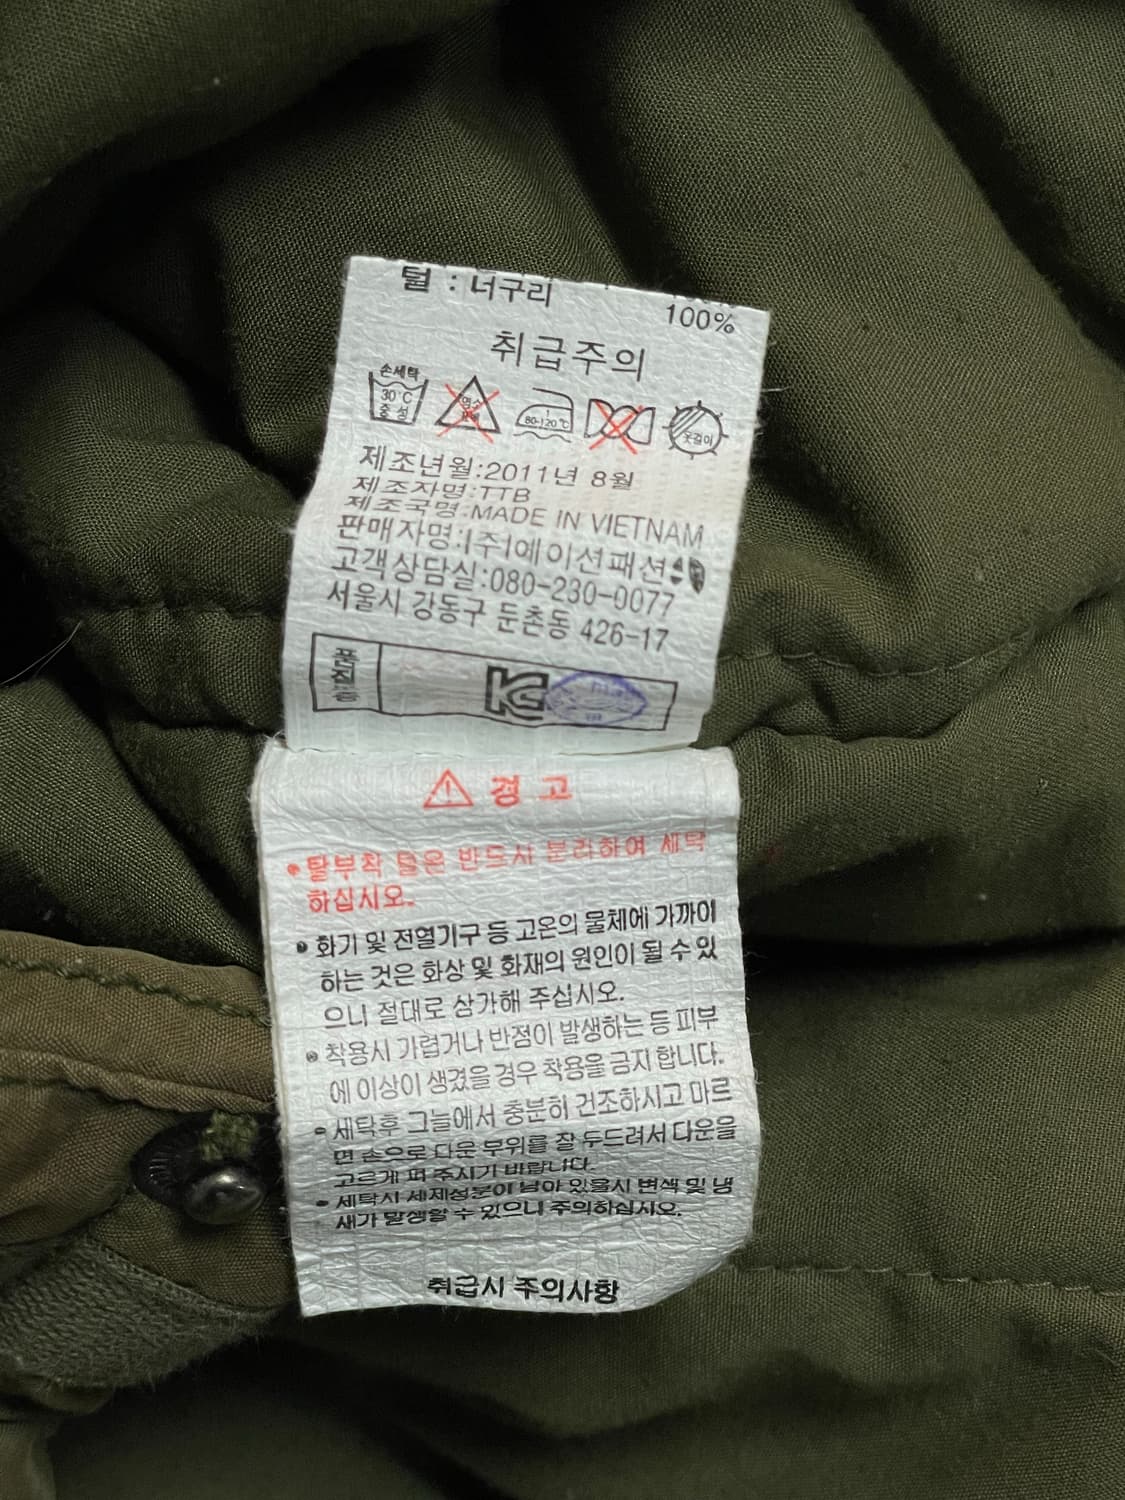 털 : 너구리
100%
취급주의
손세탁
30℃
중성
염소
표백
80-120℃
옷걸이
제조년월:2011년 8월
제조자명:TTB
제조국명:MADE IN VIETNAM
판매자명:(주)에이션패션
고객상담실:080-230-0077
서울시 강동구 둔촌동 426-17
품
질
KC
경고
•탈부착 털은 반드시 분리하여 세탁
하십시오.
• 화기 및 전열기구 등 고온의 물체에 가까이
하는 것은 화상 및 화재의 원인이 될 수 있
으니 절대로 삼가해 주십시오.
• 착용시 가렵거나 반점이 발생하는 등 피부
에 이상이 생겼을 경우 착용을 금지 합니다.
• 세탁후 그늘에서 충분히 건조하시고 마르
면 손으로 다운 부위를 잘 두드려서 다운을
고르게 펴 주시기 바랍니다.
• 세탁시 세제성분이 남아 있을시 변색 및 냄
새가 발생할 수 있으니 주의하십시오.
취급시 주의사항